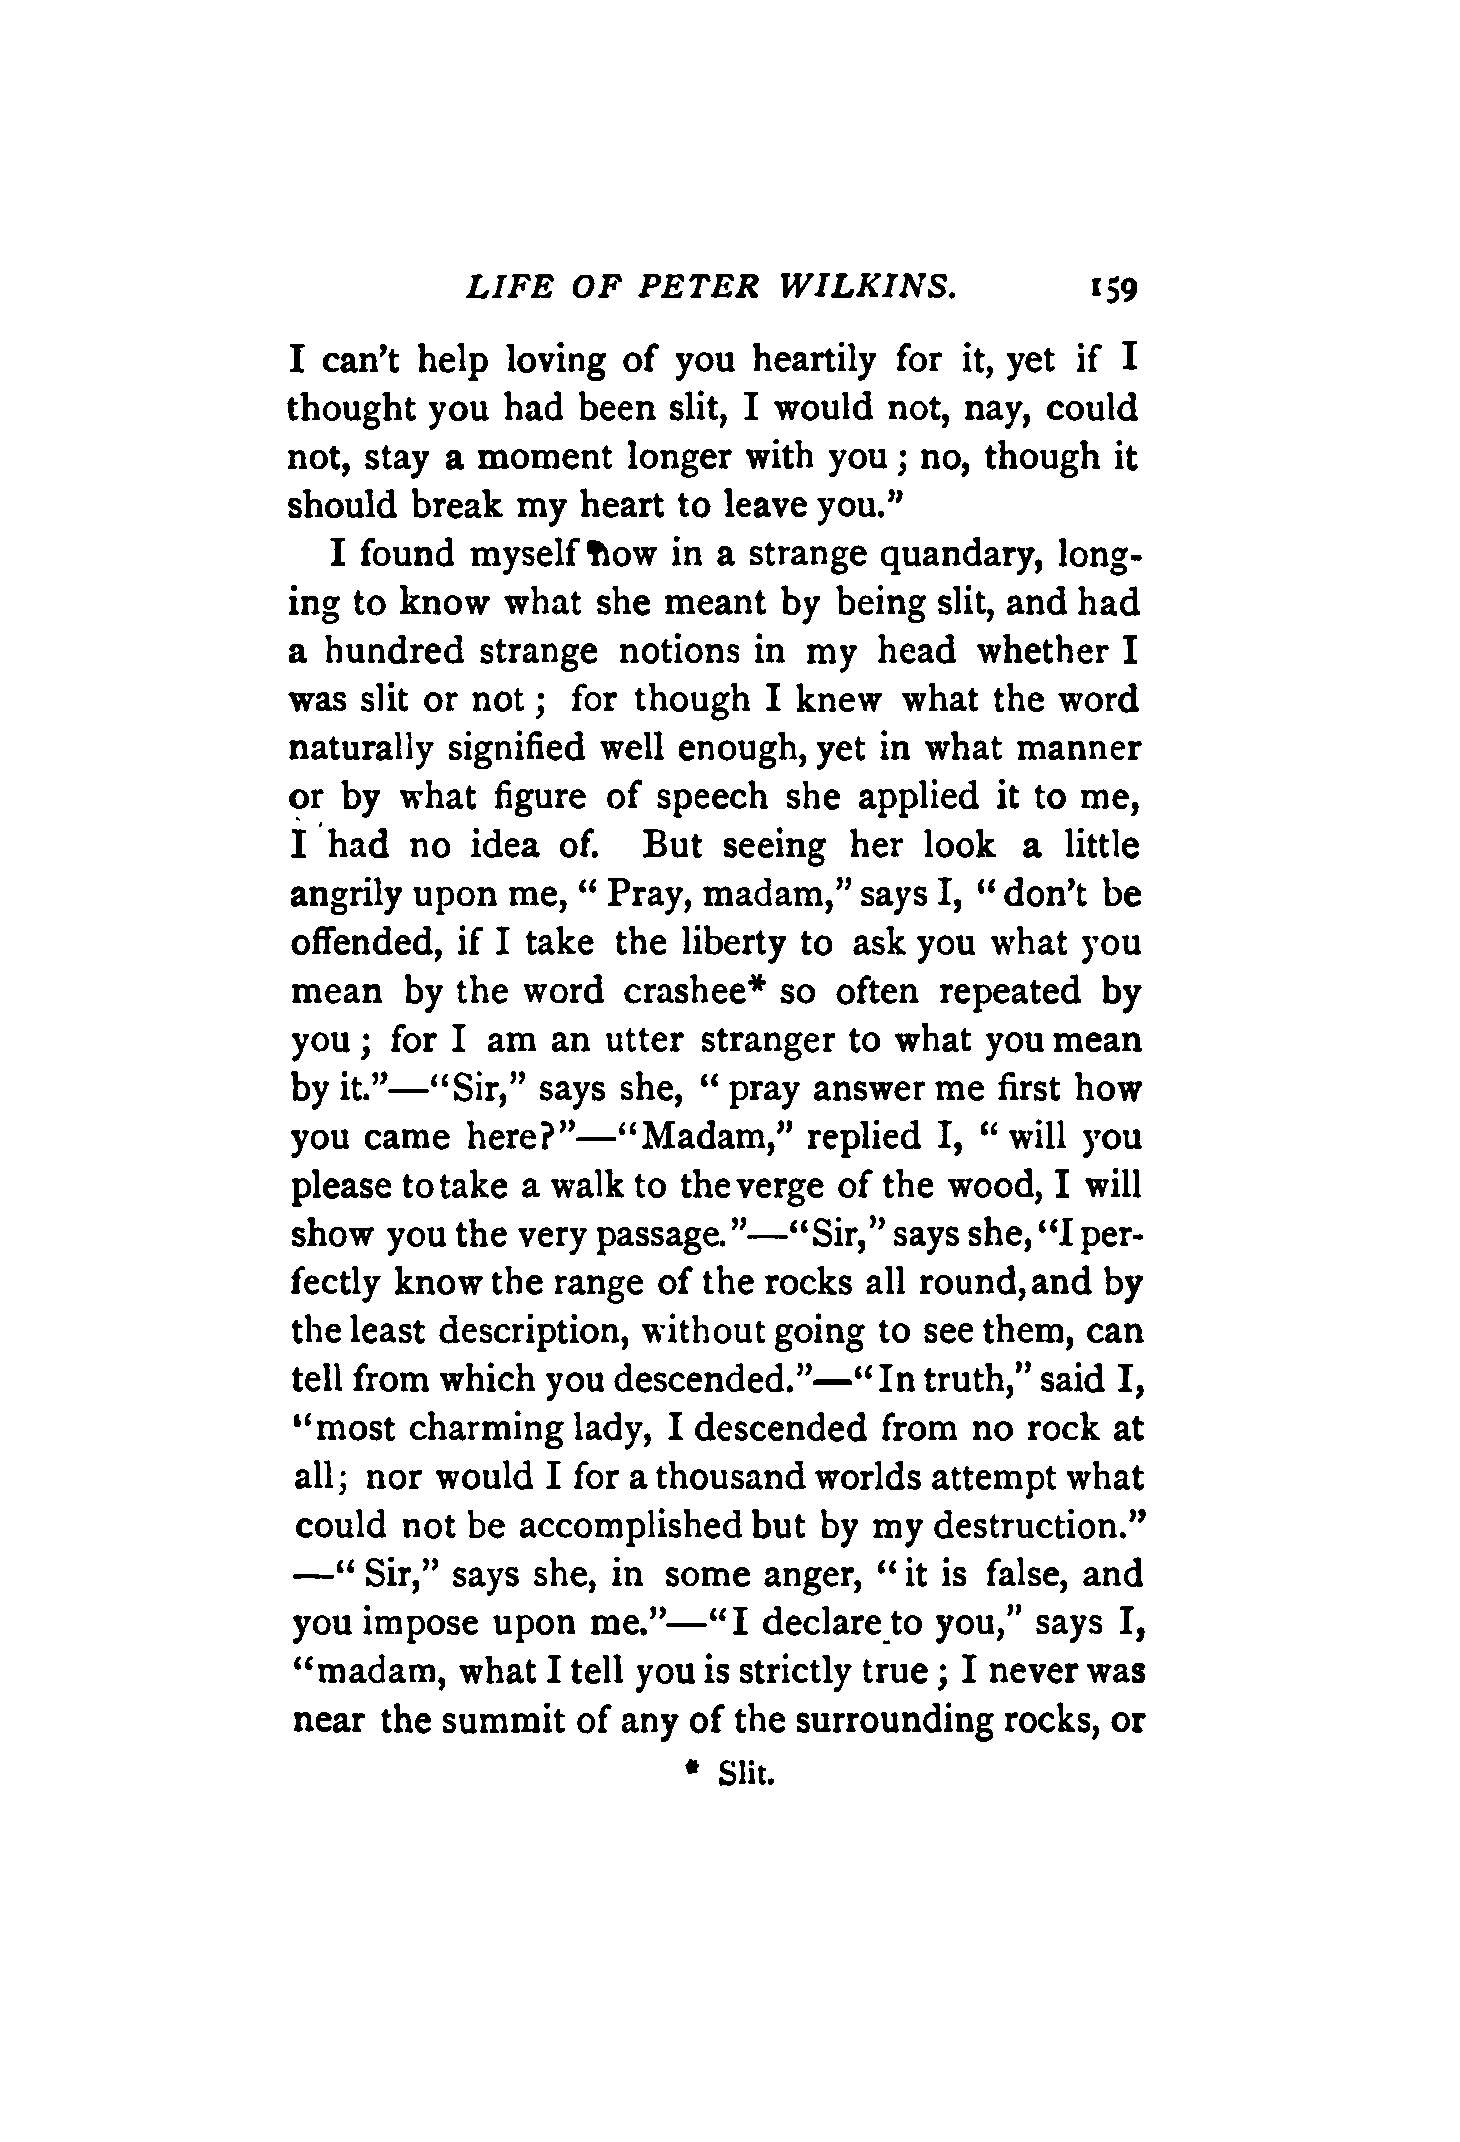 LIFE OF PETER WILKINS. 159
I can't help loving of you heartily for it, yet if I
thought you had been slit, I would not, nay, could
not, stay a moment longer with you ; no, though it
should break my heart to leave you."
I found myself now in a strange quandary, long-
ing to know what she meant by being slit, and had
a hundred strange notions in my head whether I
was slit or not ; for though I knew what the word
naturally signified well enough, yet in what manner
or by what figure of speech she applied it to me,
I had no idea of. But seeing her look a little
angrily upon me, " Pray, madam," says I, " don't be
offended, if I take the liberty to ask you what you
mean by the word crashee* so often repeated by
you ; for I am an utter stranger to what you mean
by it."—"Sir," says she, " pray answer me first how
you came here?"—"Madam," replied I, " will you
please to take a walk to the verge of the wood, I will
show you the very passage."—"Sir," says she, "I per-
fectly know the range of the rocks all round, and by
the least description, without going to see them, can
tell from which you descended."—"In truth," said I,
"most charming lady, I descended from no rock at
all; nor would I for a thousand worlds attempt what
could not be accomplished but by my destruction."
—" Sir," says she, in some anger, " it is false, and
you impose upon me."—"I declare to you," says I,
"madam, what I tell you is strictly true ; I never was
near the summit of any of the surrounding rocks, or
* Slit.